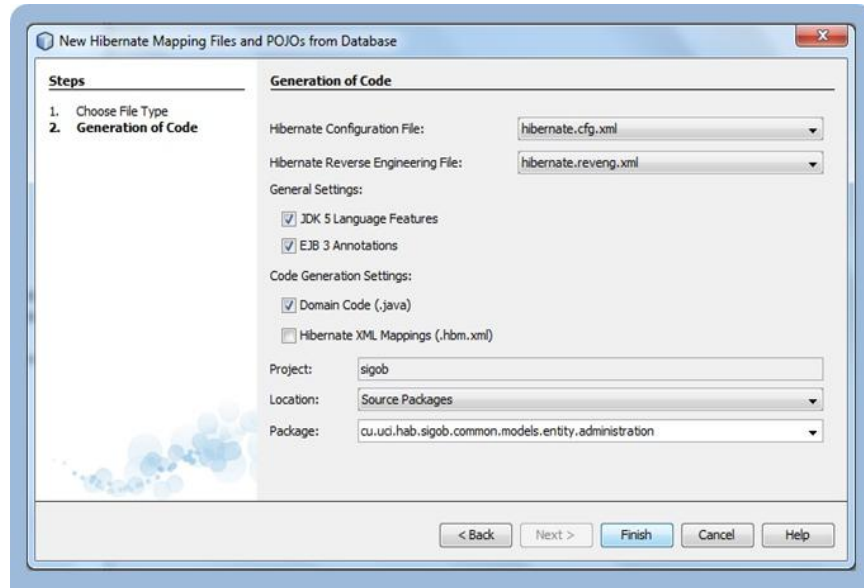 New Hibernate Mapping Files and POJOs from Database
Steps
1. Choose File Type
2. Generation of Code
Generation of Code
Hibernate Configuration File: hibernate.cfg.xml
Hibernate Reverse Engineering File: hibernate.reveng.xml
General Settings:
JDK 5 Language Features
EJB 3 Annotations
Code Generation Settings:
Domain Code (.java)
Hibernate XML Mappings (.hbm.xml)
Project: sigob
Location: Source Packages
Package: cu.uci.hab.sigob.common.models.entity.administration
< Back Next > Finish Cancel Help